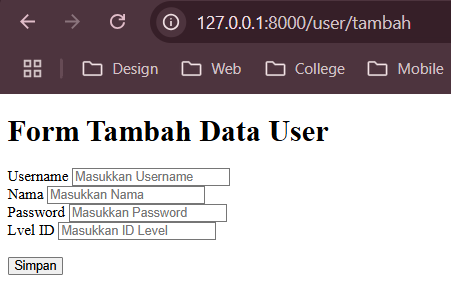 127.0.0.1:8000/user/tambah
Design Web College Mobile
Form Tambah Data User
Username Masukkan Username
Nama Masukkan Nama
Password Masukkan Password
Lvel ID Masukkan ID Level
Simpan